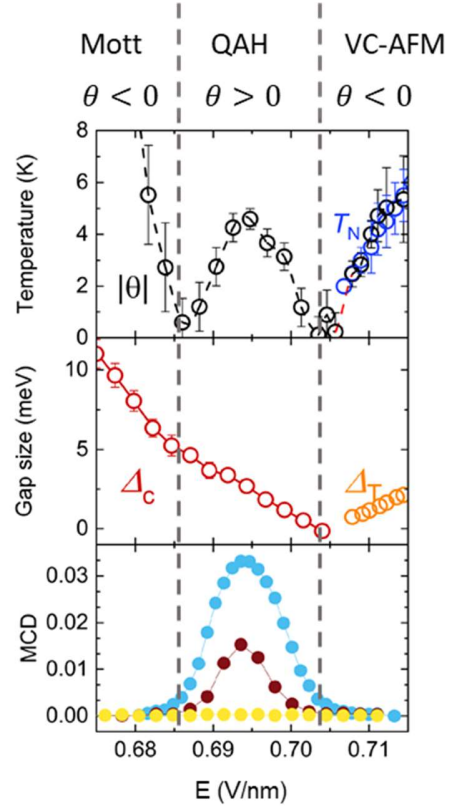 Mott QAH VC-AFM
θ < 0 θ > 0 θ < 0
8
6
4
2
0
Temperature (K)
|θ|
T_N
10
5
0
Gap size (meV)
Δ_C
Δ_T
0.03
0.02
0.01
0.00
MCD
0.68 0.69 0.70 0.71
E (V/nm)